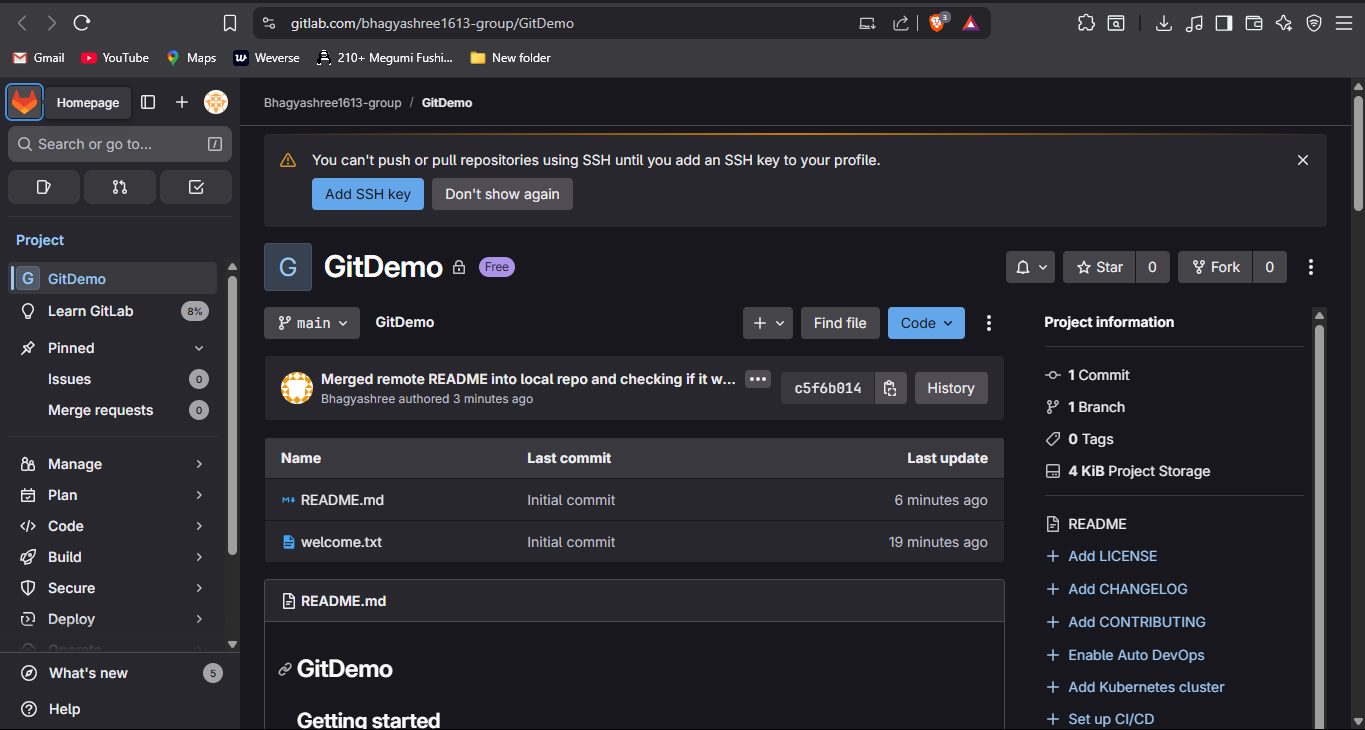 gitlab.com/bhagyashree1613-group/GitDemo
3
Gmail
YouTube
Maps
Weverse
210+ Megumi Fushi...
New folder
Homepage
Search or go to...
/
Project
G GitDemo
Learn GitLab 8%
Pinned
Issues 0
Merge requests 0
Manage
Plan
Code
Build
Secure
Deploy
Operate
What's new 5
Help
Bhagyashree1613-group / GitDemo
You can't push or pull repositories using SSH until you add an SSH key to your profile.
Add SSH key Don't show again
G GitDemo Free
Star 0 Fork 0
main GitDemo Find file Code
Merged remote README into local repo and checking if it w...
Bhagyashree authored 3 minutes ago
c5f6b014 History
Name Last commit Last update
README.md Initial commit 6 minutes ago
welcome.txt Initial commit 19 minutes ago
README.md
GitDemo
Getting started
Project information
1 Commit
1 Branch
0 Tags
4 KiB Project Storage
README
Add LICENSE
Add CHANGELOG
Add CONTRIBUTING
Enable Auto DevOps
Add Kubernetes cluster
Set up CI/CD